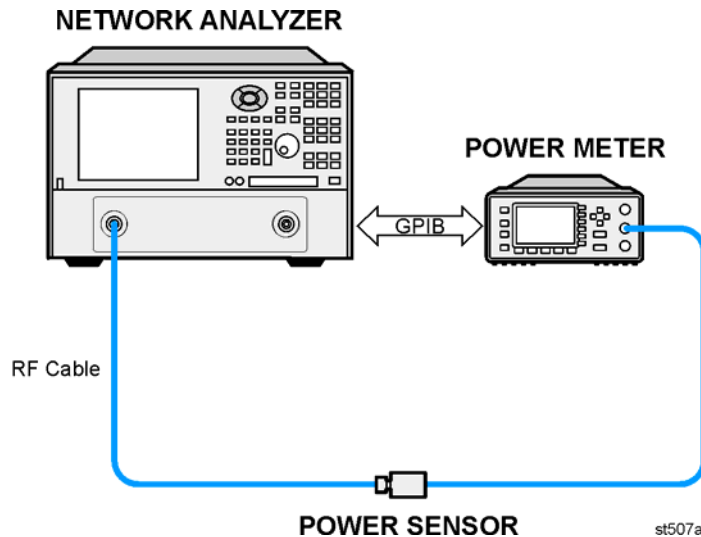 NETWORK ANALYZER
POWER METER
GPIB
RF Cable
POWER SENSOR
st507a